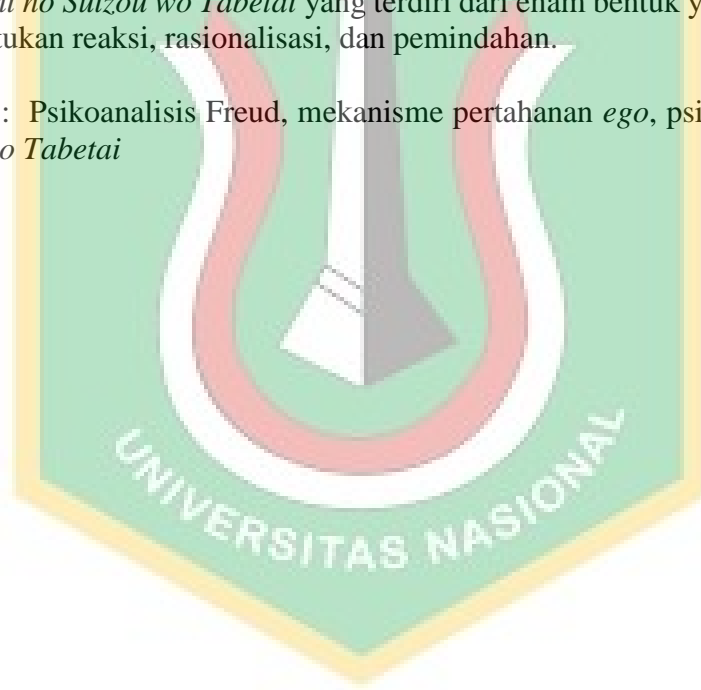 no Suizou wo Tabetai yang terdiri dari enam bentuk y
tukan reaksi, rasionalisasi, dan pemindahan.
: Psikoanalisis Freud, mekanisme pertahanan ego, psi
o Tabetai
UNIVERSITAS NASIONAL